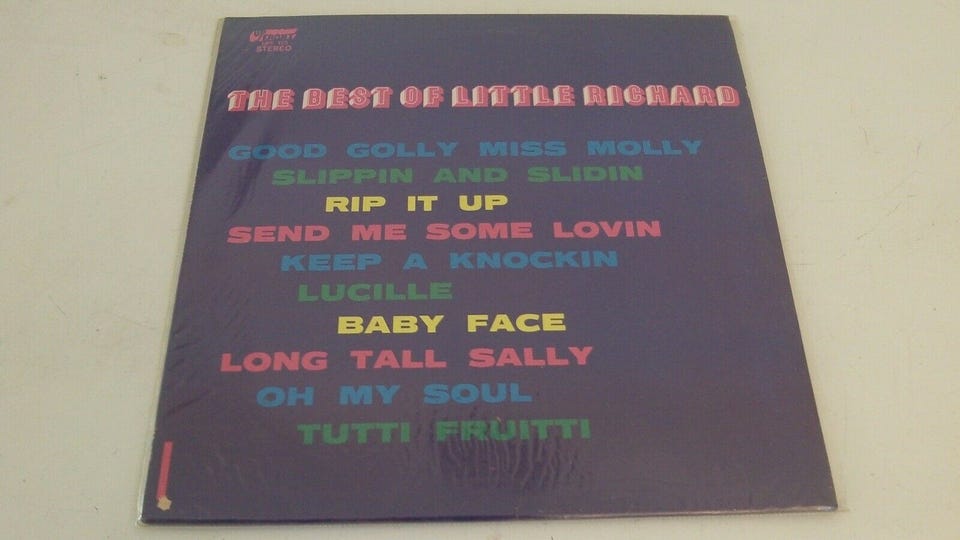 STEREO
THE BEST OF LITTLE RICHARD
GOOD GOLLY MISS MOLLY
SLIPPIN AND SLIDIN
RIP IT UP
SEND ME SOME LOVIN
KEEP A KNOCKIN
LUCILLE
BABY FACE
LONG TALL SALLY
OH MY SOUL
TUTTI FRUITTI